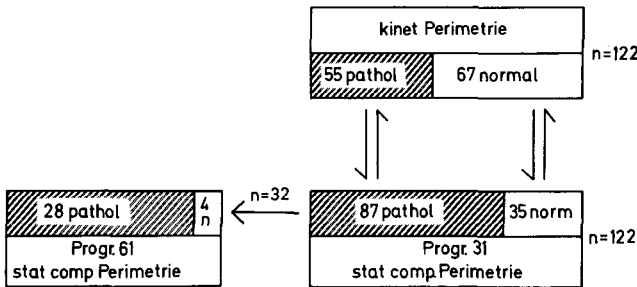 kinet Perimetrie
55 pathol
67 normal
n=122
28 pathol
4
n
n=32
87 pathol
35 norm
n=122
Progr. 61
stat comp Perimetrie
Progr. 31
stat comp. Perimetrie